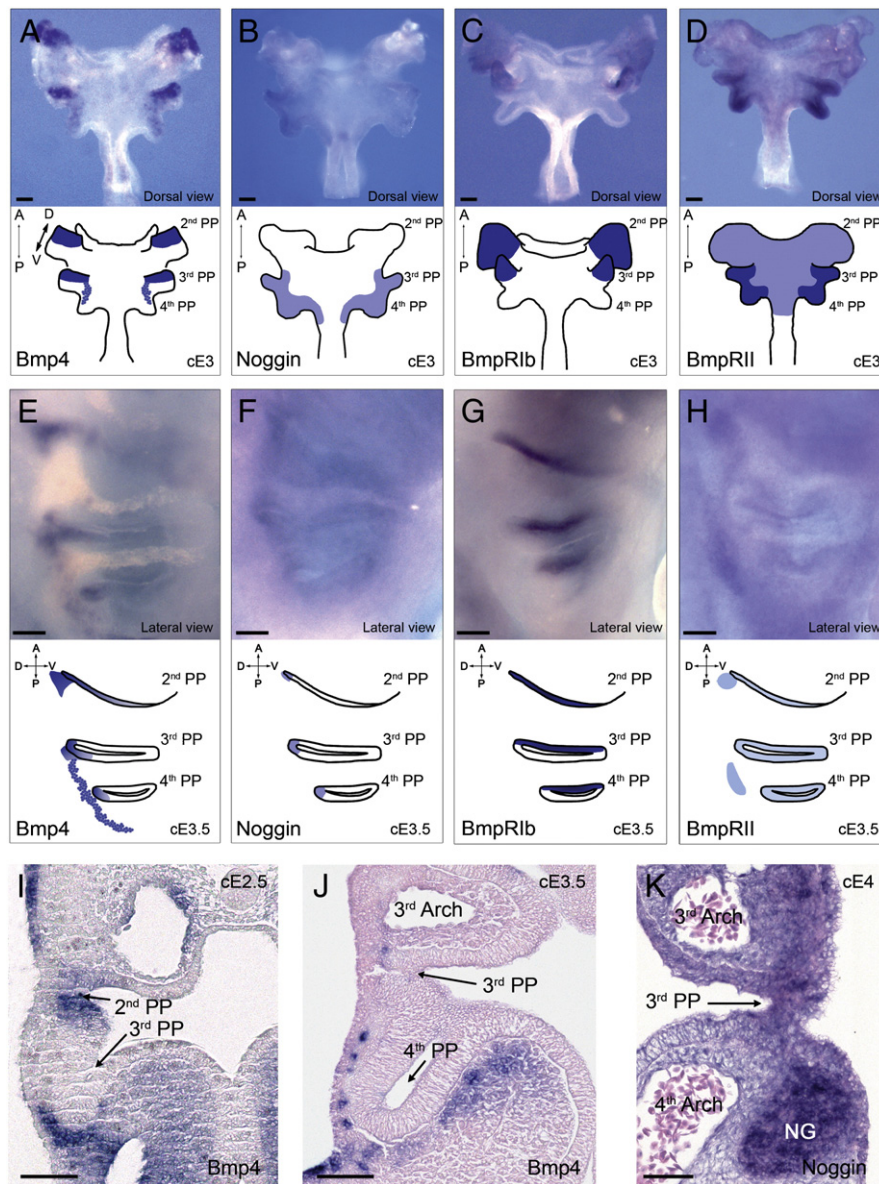 A
Dorsal view
B
Dorsal view
C
Dorsal view
D
Dorsal view
A
D
V
P
2nd PP
3rd PP
4th PP
Bmp4
cE3
A
P
2nd PP
3rd PP
4th PP
Noggin
cE3
A
P
2nd PP
3rd PP
4th PP
BmpRIb
cE3
A
P
2nd PP
3rd PP
4th PP
BmpRII
cE3
E
Lateral view
F
Lateral view
G
Lateral view
H
Lateral view
A
D V
P
2nd PP
3rd PP
4th PP
Bmp4
cE3.5
A
D V
P
2nd PP
3rd PP
4th PP
Noggin
cE3.5
A
D V
P
2nd PP
3rd PP
4th PP
BmpRIb
cE3.5
A
D V
P
2nd PP
3rd PP
4th PP
BmpRII
cE3.5
I
cE2.5
2nd PP
3rd PP
Bmp4
J
cE3.5
3rd Arch
3rd PP
4th PP
Bmp4
K
cE4
3rd Arch
3rd PP
4th Arch
NG
Noggin